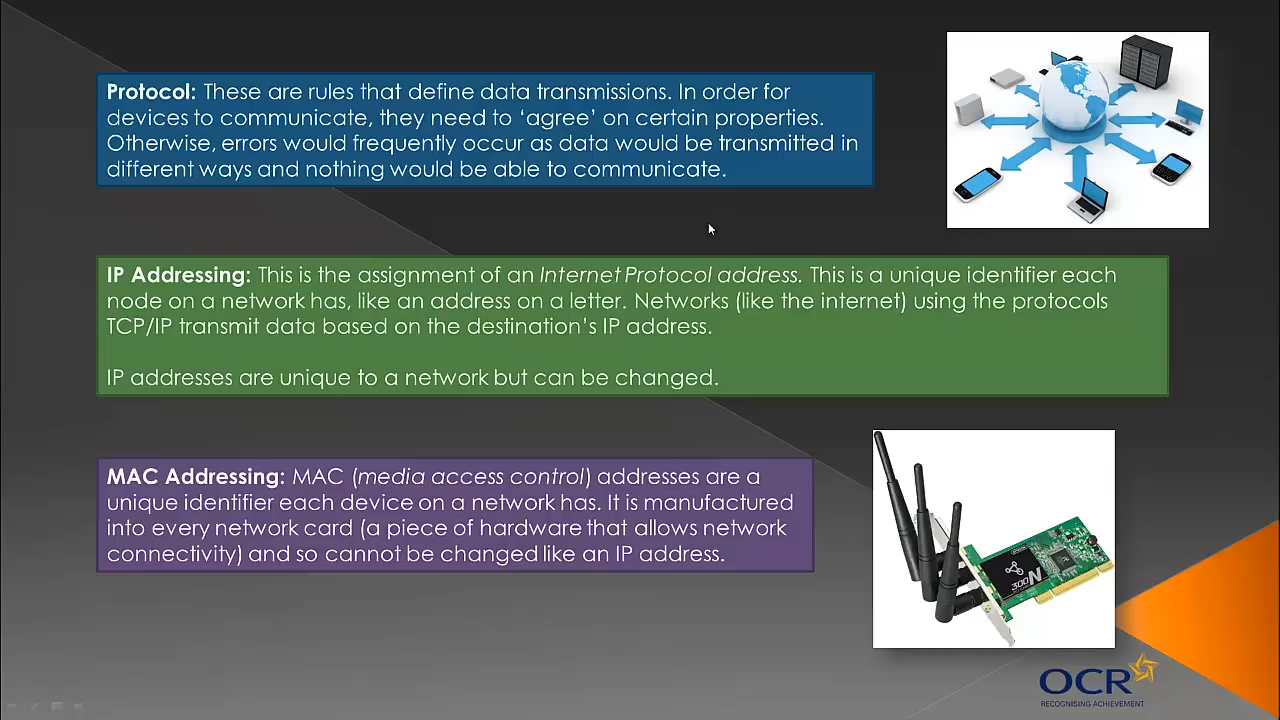 Protocol: These are rules that define data transmissions. In order for
devices to communicate, they need to ‘agree’ on certain properties.
Otherwise, errors would frequently occur as data would be transmitted in
different ways and nothing would be able to communicate.
IP Addressing: This is the assignment of an Internet Protocol address. This is a unique identifier each
node on a network has, like an address on a letter. Networks (like the internet) using the protocols
TCP/IP transmit data based on the destination’s IP address.
IP addresses are unique to a network but can be changed.
MAC Addressing: MAC (media access control) addresses are a
unique identifier each device on a network has. It is manufactured
into every network card (a piece of hardware that allows network
connectivity) and so cannot be changed like an IP address.
300N
OCR
RECOGNISING ACHIEVEMENT